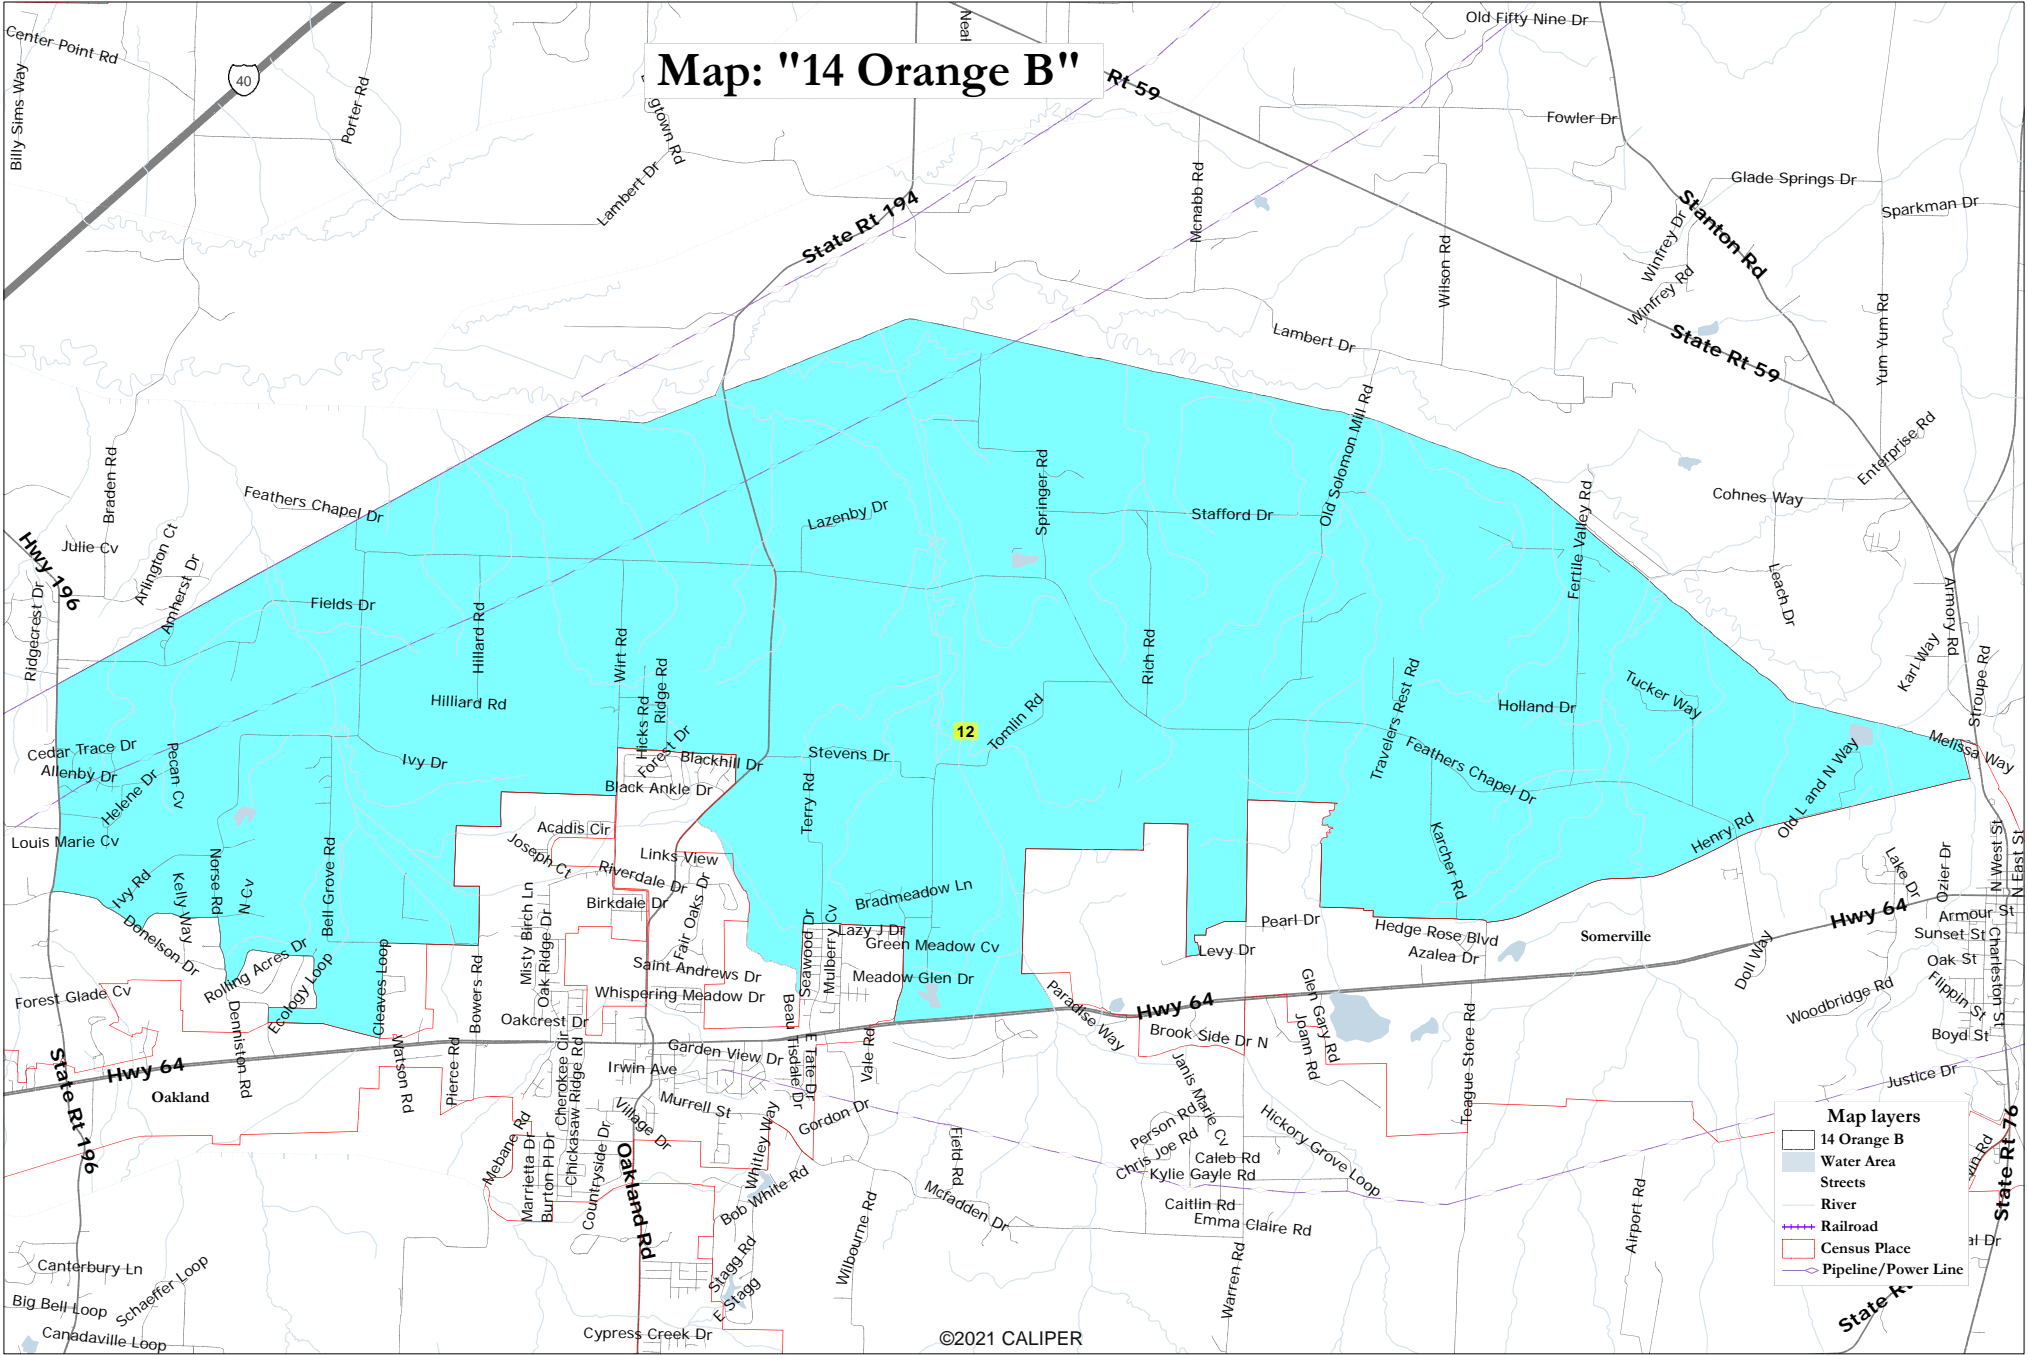 Map: "14 Orange B"
Center Point Rd
Billy Sims Way
40
Porter Rd
gtown Rd
Lambert Dr
Neal
Rt 59
Old Fifty Nine Dr
Fowler Dr
Glade Springs Dr
Sparkman Dr
Stanton Rd
Winfrey Dr
Winfrey Rd
State Rt 194
Mcnabb Rd
Wilson Rd
Lambert Dr
State Rt 59
Yum Yum Rd
Enterprise Rd
Cohnes Way
Leach Dr
Armory Rd
Karl Way
Stroupe Rd
Melissa Way
Braden Rd
Julie Cv
Hwy 196
Ridgecrest Dr
Arlington Ct
Amherst Dr
Feathers Chapel Dr
Fields Dr
Hillard Rd
Hilliard Rd
Wirt Rd
Hicks Rd
Ridge Rd
Forest Dr
Blackhill Dr
Black Ankle Dr
Lazenby Dr
Springer Rd
Stafford Dr
Old Solomon Mill Rd
Fertile Valley Rd
Rich Rd
Tomlin Rd
12
Stevens Dr
Terry Rd
Travelers Rest Rd
Feathers Chapel Dr
Holland Dr
Tucker Way
Old L and N Way
Henry Rd
Karcher Rd
Cedar Trace Dr
Allenby Dr
Helene Dr
Pecan Cv
Louis Marie Cv
Ivy Dr
Ivy Rd
Kelly Way
Norse Rd
N Cv
Bell Grove Rd
Donelson Dr
Rolling Acres Dr
Ecology Loop
Cleaves Loop
Forest Glade Cv
Denniston Rd
Acadis Cir
Joseph Ct
Links View
Riverdale Dr
Birkdale Dr
Fair Oaks Dr
Misty Birch Ln
Oak Ridge Dr
Saint Andrews Dr
Whispering Meadow Dr
Oakcrest Dr
Bowers Rd
Bradmeadow Ln
Lazy J Dr
Green Meadow Cv
Meadow Glen Dr
Seawood Dr
Mulberry Cv
Beau Tisdale Dr
E Tate Dr
Vale Rd
Pearl Dr
Levy Dr
Hedge Rose Blvd
Azalea Dr
Somerville
Doll Way
Hwy 64
Lake Dr
Ozier Dr
N West St
N East St
Armour St
Sunset St
Oak St
Flippin St
Charleston St
Boyd St
Woodbridge Rd
Justice Dr
Hwy 64
Paradise Way
Brook Side Dr N
Glen Gary Rd
Joann Rd
Teague Store Rd
State Rt 196
Hwy 64
Oakland
Watson Rd
Pierce Rd
Garden View Dr
Irwin Ave
Murrell St
Village Dr
Cherokee Cir
Chickasaw Ridge Rd
Mebane Rd
Marrietta Dr
Burton Pl Dr
Countryside Dr
Oakland Rd
Whitley Way
Gordon Dr
Bob White Rd
Stagg Rd
E Stagg
Cypress Creek Dr
Wilbourne Rd
Field Rd
Mcfadden Dr
Janis Marie Cv
Person Rd
Chris Joe Rd
Caleb Rd
Kylie Gayle Rd
Caitlin Rd
Emma Claire Rd
Hickory Grove Loop
Warren Rd
Airport Rd
Canterbury Ln
Schaeffer Loop
Big Bell Loop
Canadaville Loop
State Rt 76
win Rd
al Dr
State R
Map layers
14 Orange B
Water Area
Streets
River
Railroad
Census Place
Pipeline/Power Line
©2021 CALIPER